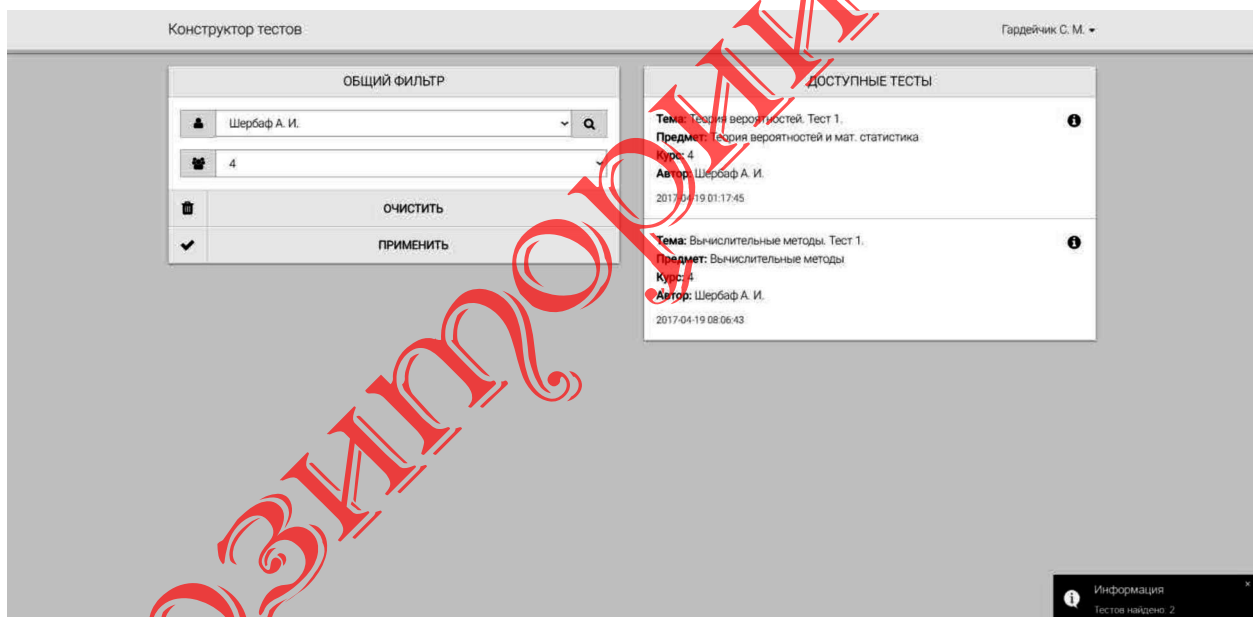 Конструктор тестов
Гардейчик С. М.
ОБЩИЙ ФИЛЬТР
Шербаф А. И.
4
ОЧИСТИТЬ
ПРИМЕНИТЬ
ДОСТУПНЫЕ ТЕСТЫ
Тема: Теория вероятностей. Тест 1.
Предмет: Теория вероятностей и мат. статистика
Курс: 4
Автор: Шербаф А. И.
2017-04-19 01:17:45
Тема: Вычислительные методы. Тест 1.
Предмет: Вычислительные методы
Курс: 4
Автор: Шербаф А. И.
2017-04-19 08:06:43
Информация
Тестов найдено: 2